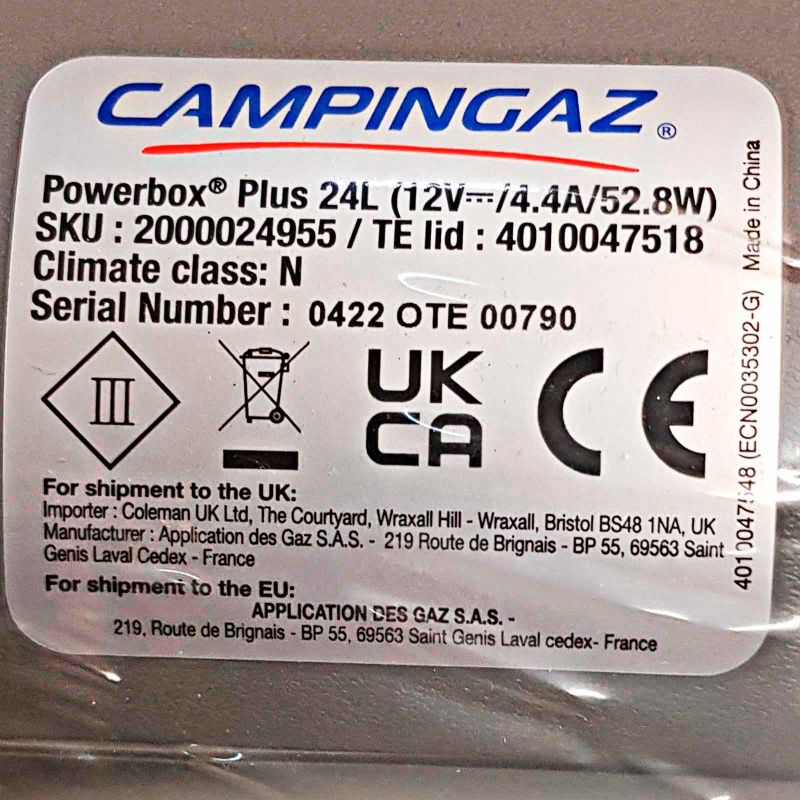 CAMPINGAZ®
Powerbox® Plus 24L (12V⎓/4.4A/52.8W)
SKU : 2000024955 / TE lid : 4010047518
Climate class: N
Serial Number : 0422 OTE 00790
III
UK
CA
CE
For shipment to the UK:
Importer : Coleman UK Ltd, The Courtyard, Wraxall Hill - Wraxall, Bristol BS48 1NA, UK
Manufacturer : Application des Gaz S.A.S. - 219 Route de Brignais - BP 55, 69563 Saint
Genis Laval Cedex - France
For shipment to the EU:
APPLICATION DES GAZ S.A.S. -
219, Route de Brignais - BP 55, 69563 Saint Genis Laval cedex- France
(ECN0035302-G) Made in China